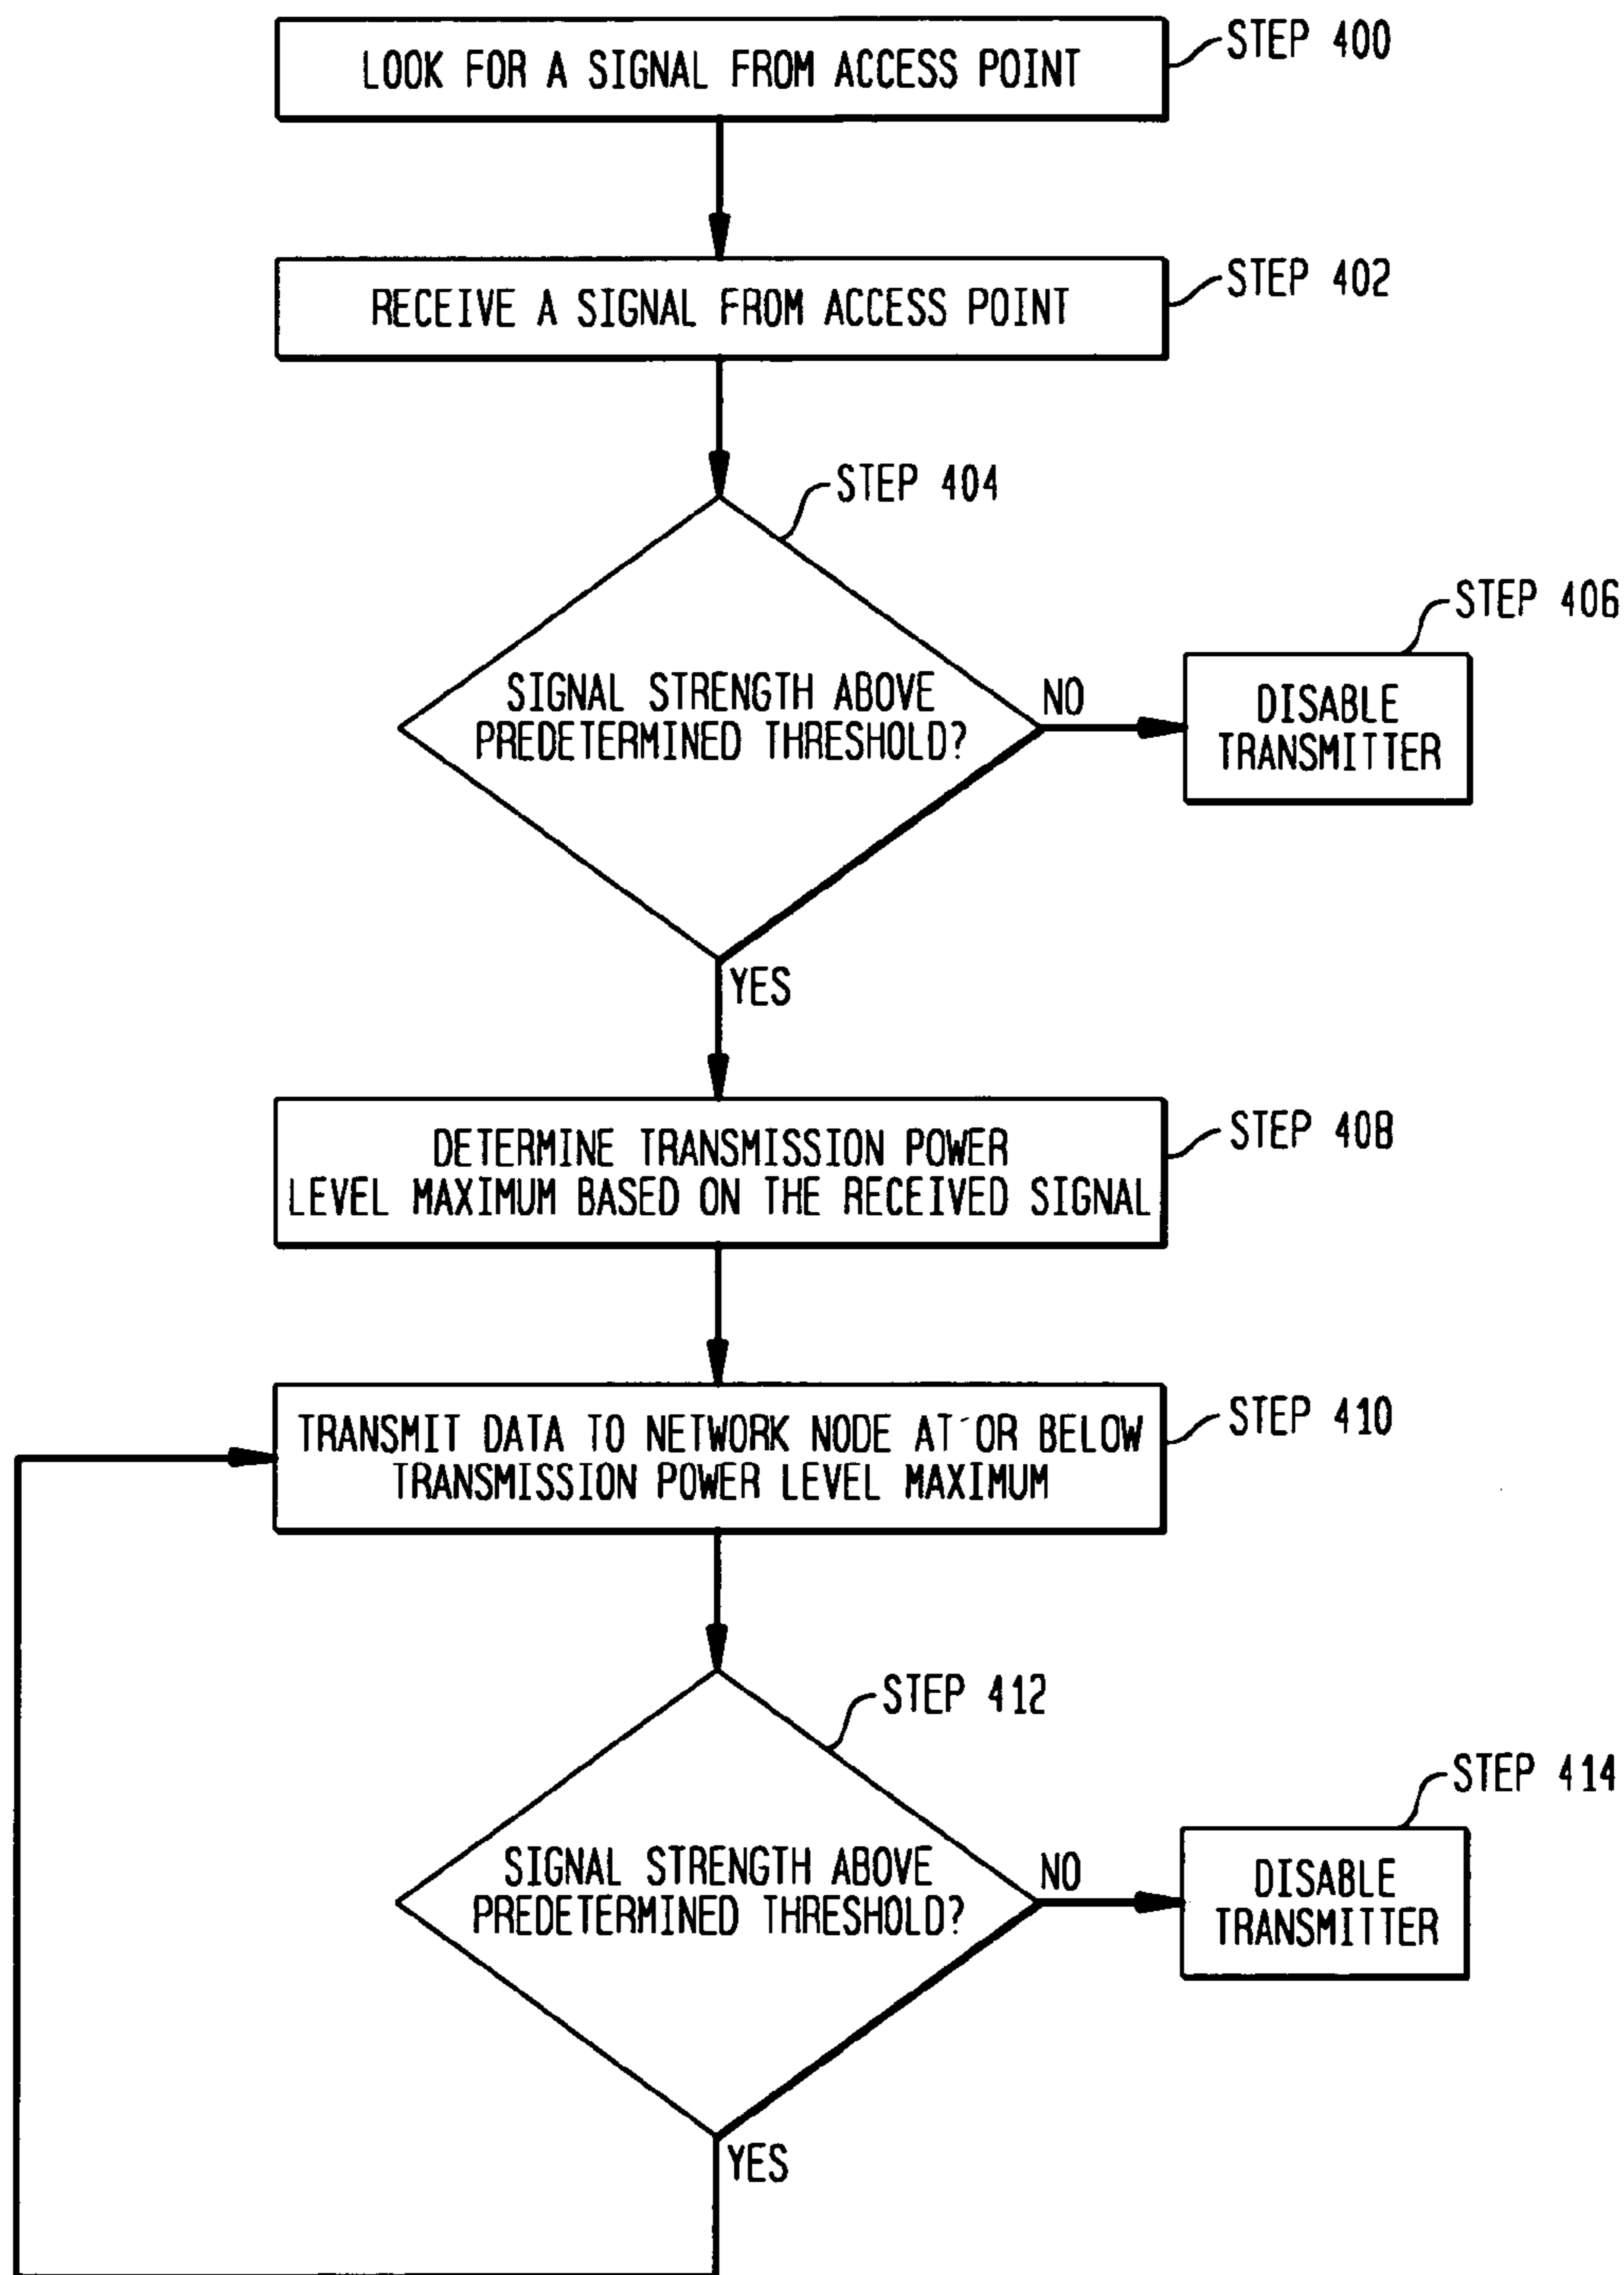 LOOK FOR A SIGNAL FROM ACCESS POINT
STEP 400
RECEIVE A SIGNAL FROM ACCESS POINT
STEP 402
STEP 404
SIGNAL STRENGTH ABOVE
PREDETERMINED THRESHOLD?
NO
STEP 406
DISABLE
TRANSMITTER
YES
DETERMINE TRANSMISSION POWER
LEVEL MAXIMUM BASED ON THE RECEIVED SIGNAL
STEP 408
TRANSMIT DATA TO NETWORK NODE AT OR BELOW
TRANSMISSION POWER LEVEL MAXIMUM
STEP 410
STEP 412
SIGNAL STRENGTH ABOVE
PREDETERMINED THRESHOLD?
NO
STEP 414
DISABLE
TRANSMITTER
YES